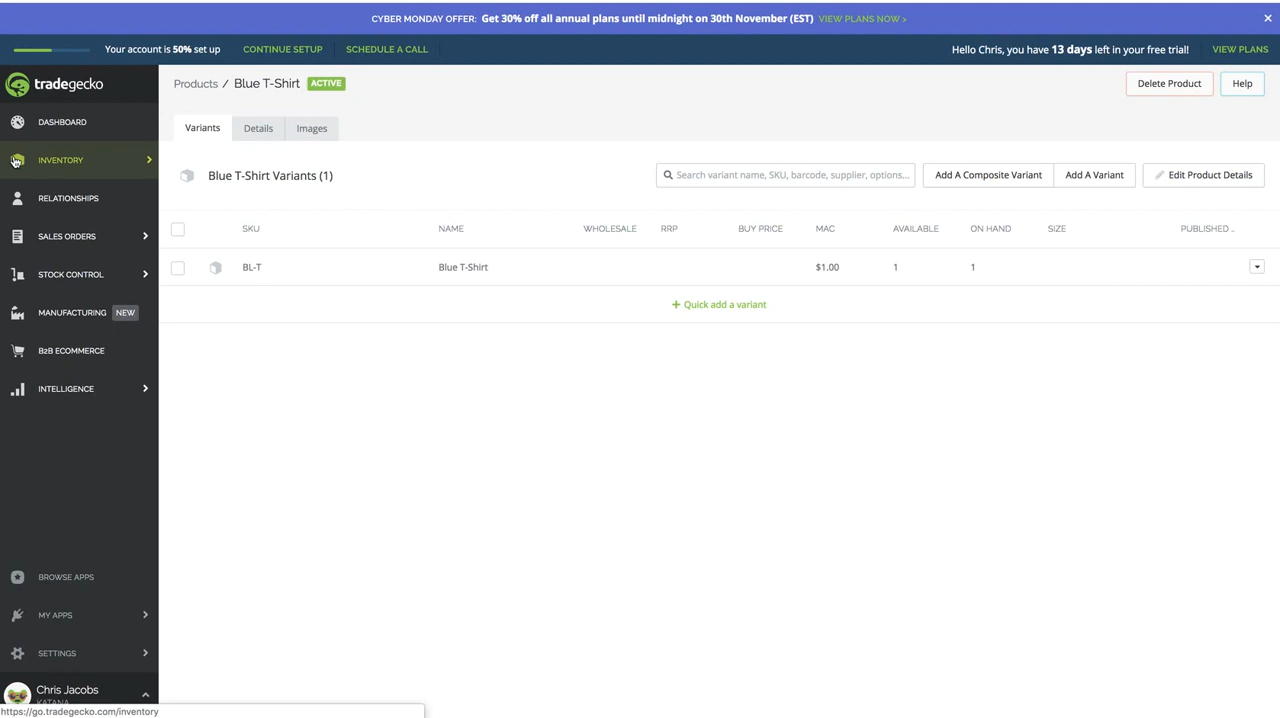 CYBER MONDAY OFFER: Get 30% off all annual plans until midnight on 30th November (EST) VIEW PLANS NOW >
Your account is 50% set up CONTINUE SETUP SCHEDULE A CALL Hello Chris, you have 13 days left in your free trial! VIEW PLANS
tradegecko Products / Blue T-Shirt ACTIVE Delete Product Help
DASHBOARD
Variants Details Images
INVENTORY
Blue T-Shirt Variants (1) Search variant name, SKU, barcode, supplier, options... Add A Composite Variant Add A Variant Edit Product Details
RELATIONSHIPS
SKU NAME WHOLESALE RRP BUY PRICE MAC AVAILABLE ON HAND SIZE PUBLISHED ..
SALES ORDERS
BL-T Blue T-Shirt $1.00 1 1
STOCK CONTROL
+ Quick add a variant
MANUFACTURING NEW
B2B ECOMMERCE
INTELLIGENCE
BROWSE APPS
MY APPS
SETTINGS
Chris Jacobs
KATANA
https://go.tradegecko.com/inventory